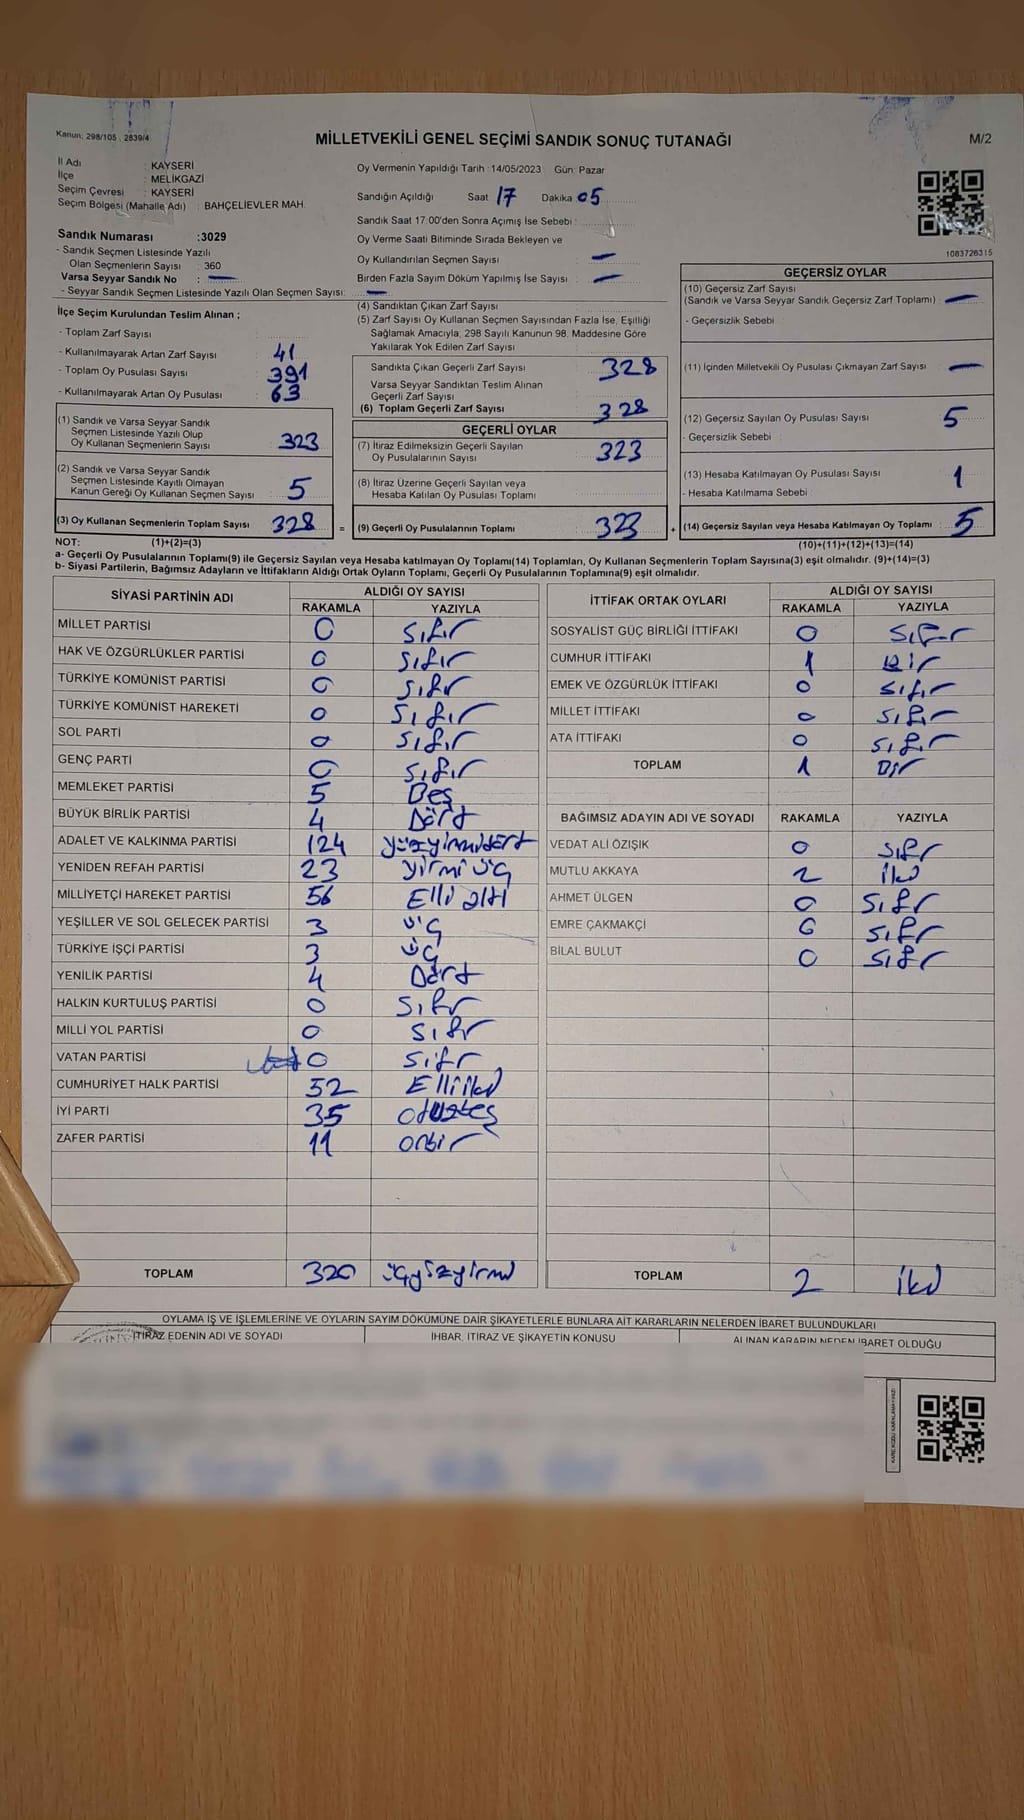 Kanun: 298/105 , 2839/4
MİLLETVEKİLİ GENEL SEÇİMİ SANDIK SONUÇ TUTANAĞI
M/2
İl Adı : KAYSERİ
İlçe : MELİKGAZİ
Seçim Çevresi : KAYSERİ
Seçim Bölgesi (Mahalle Adı) : BAHÇELİEVLER MAH.
Sandık Numarası :3029
- Sandık Seçmen Listesinde Yazılı
Olan Seçmenlerin Sayısı : 360
Varsa Seyyar Sandık No : —
- Seyyar Sandık Seçmen Listesinde Yazılı Olan Seçmen Sayısı: —
İlçe Seçim Kurulundan Teslim Alınan ;
- Toplam Zarf Sayısı
- Kullanılmayarak Artan Zarf Sayısı 41
- Toplam Oy Pusulası Sayısı 391
- Kullanılmayarak Artan Oy Pusulası 63
(1) Sandık ve Varsa Seyyar Sandık
Seçmen Listesinde Yazılı Olup
Oy Kullanan Seçmenlerin Sayısı 323
(2) Sandık ve Varsa Seyyar Sandık
Seçmen Listesinde Kayıtlı Olmayan
Kanun Gereği Oy Kullanan Seçmen Sayısı 5
(3) Oy Kullanan Seçmenlerin Toplam Sayısı 328 =
Oy Vermenin Yapıldığı Tarih : 14/05/2023 Gün: Pazar
Sandığın Açıldığı Saat 17 Dakika 05
Sandık Saat 17:00'den Sonra Açımış İse Sebebi :
Oy Verme Saati Bitiminde Sırada Bekleyen ve
Oy Kullandırılan Seçmen Sayısı : —
Birden Fazla Sayım Döküm Yapılmış İse Sayısı : —
(4) Sandıktan Çıkan Zarf Sayısı
(5) Zarf Sayısı Oy Kullanan Seçmen Sayısından Fazla İse, Eşitliği
Sağlamak Amacıyla; 298 Sayılı Kanunun 98. Maddesine Göre
Yakılarak Yok Edilen Zarf Sayısı
Sandıkta Çıkan Geçerli Zarf Sayısı 328
Varsa Seyyar Sandıktan Teslim Alınan
Geçerli Zarf Sayısı
(6) Toplam Geçerli Zarf Sayısı 328
GEÇERLİ OYLAR
(7) İtiraz Edilmeksizin Geçerli Sayılan
Oy Pusulalarının Sayısı 323
(8) İtiraz Üzerine Geçerli Sayılan veya
Hesaba Katılan Oy Pusulası Toplamı
(9) Geçerli Oy Pusulalarının Toplamı 323 +
1083726315
GEÇERSİZ OYLAR
(10) Geçersiz Zarf Sayısı
(Sandık ve Varsa Seyyar Sandık Geçersiz Zarf Toplamı) : —
- Geçersizlik Sebebi :
(11) İçinden Milletvekili Oy Pusulası Çıkmayan Zarf Sayısı : —
(12) Geçersiz Sayılan Oy Pusulası Sayısı : 5
- Geçersizlik Sebebi :
(13) Hesaba Katılmayan Oy Pusulası Sayısı : 1
- Hesaba Katılmama Sebebi :
(14) Geçersiz Sayılan veya Hesaba Katılmayan Oy Toplamı : 5
NOT: (1)+(2)=(3)
(10)+(11)+(12)+(13)=(14)
a- Geçerli Oy Pusulalarının Toplamı(9) ile Geçersiz Sayılan veya Hesaba katılmayan Oy Toplamı(14) Toplamları, Oy Kullanan Seçmenlerin Toplam Sayısına(3) eşit olmalıdır. (9)+(14)=(3)
b- Siyasi Partilerin, Bağımsız Adayların ve İttifakların Aldığı Ortak Oyların Toplamı, Geçerli Oy Pusulalarının Toplamına(9) eşit olmalıdır.
SİYASİ PARTİNİN ADI ALDIĞI OY SAYISI
RAKAMLA YAZIYLA
MİLLET PARTİSİ 0 Sıfır
HAK VE ÖZGÜRLÜKLER PARTİSİ 0 Sıfır
TÜRKİYE KOMÜNİST PARTİSİ 0 Sıfır
TÜRKİYE KOMÜNİST HAREKETİ 0 Sıfır
SOL PARTİ 0 Sıfır
GENÇ PARTİ 0 Sıfır
MEMLEKET PARTİSİ 5 Beş
BÜYÜK BİRLİK PARTİSİ 4 Dört
ADALET VE KALKINMA PARTİSİ 124 yüzyirmidört
YENİDEN REFAH PARTİSİ 23 yirmi üç
MİLLİYETÇİ HAREKET PARTİSİ 56 Elli altı
YEŞİLLER VE SOL GELECEK PARTİSİ 3 üç
TÜRKİYE İŞÇİ PARTİSİ 3 üç
YENİLİK PARTİSİ 4 Dört
HALKIN KURTULUŞ PARTİSİ 0 Sıfır
MİLLİ YOL PARTİSİ 0 Sıfır
VATAN PARTİSİ 0 Sıfır
CUMHURİYET HALK PARTİSİ 52 Elli iki
İYİ PARTİ 35 otuzbeş
ZAFER PARTİSİ 11 onbir
TOPLAM 320 üçyüzyirmi
İTTİFAK ORTAK OYLARI ALDIĞI OY SAYISI
RAKAMLA YAZIYLA
SOSYALİST GÜÇ BİRLİĞİ İTTİFAKI 0 Sıfır
CUMHUR İTTİFAKI 1 Bir
EMEK VE ÖZGÜRLÜK İTTİFAKI 0 Sıfır
MİLLET İTTİFAKI 0 Sıfır
ATA İTTİFAKI 0 Sıfır
TOPLAM 1 Bir
BAĞIMSIZ ADAYIN ADI VE SOYADI RAKAMLA YAZIYLA
VEDAT ALİ ÖZIŞIK 0 Sıfır
MUTLU AKKAYA 2 iki
AHMET ÜLGEN 0 Sıfır
EMRE ÇAKMAKÇİ 0 Sıfır
BİLAL BULUT 0 Sıfır
TOPLAM 2 iki
OYLAMA İŞ VE İŞLEMLERİNE VE OYLARIN SAYIM DÖKÜMÜNE DAİR ŞİKAYETLERLE BUNLARA AİT KARARLARIN NELERDEN İBARET BULUNDUKLARI
İTİRAZ EDENİN ADI VE SOYADI İHBAR, İTİRAZ VE ŞİKAYETİN KONUSU ALINAN KARARIN NEDEN İBARET OLDUĞU